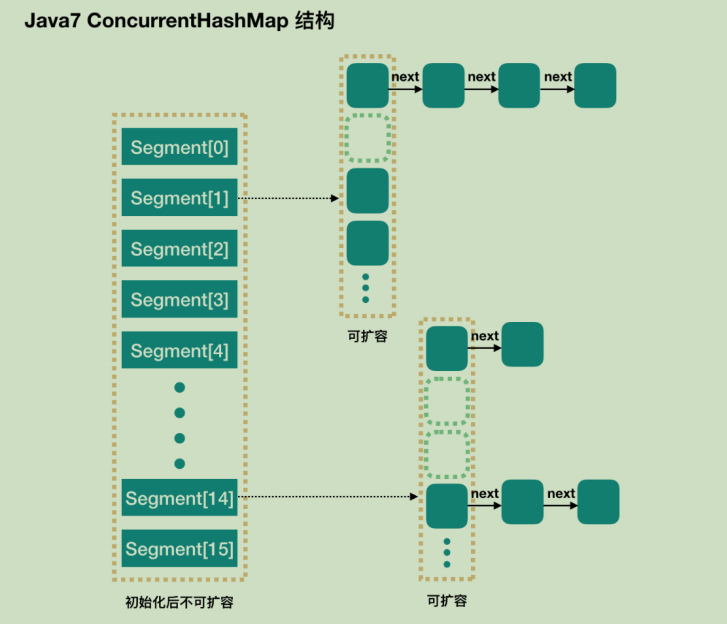 Java7 ConcurrentHashMap 结构
next next next
Segment[0]
Segment[1]
Segment[2]
Segment[3]
Segment[4]
Segment[14]
Segment[15]
初始化后不可扩容
可扩容
next
next next
可扩容